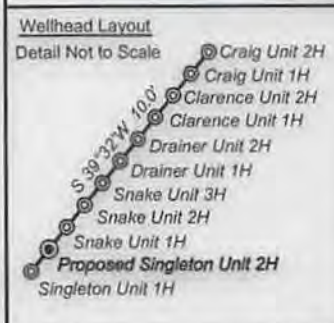 Wellhead Layout
Detail Not to Scale
Craig Unit 2H
Craig Unit 1H
Clarence Unit 2H
Clarence Unit 1H
S 39°32'W 10.0'
Drainer Unit 2H
Drainer Unit 1H
Snake Unit 3H
Snake Unit 2H
Snake Unit 1H
Proposed Singleton Unit 2H
Singleton Unit 1H